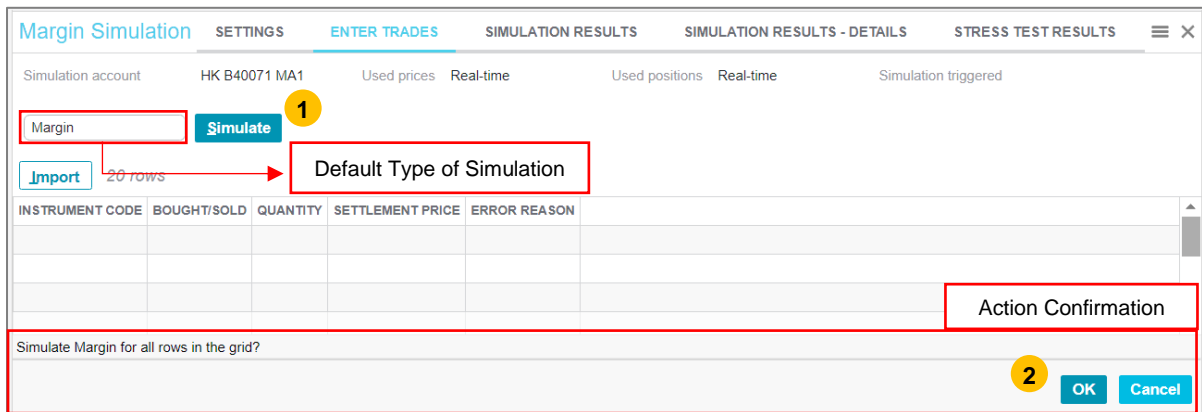 Margin Simulation SETTINGS ENTER TRADES SIMULATION RESULTS SIMULATION RESULTS - DETAILS STRESS TEST RESULTS
Simulation account HK B40071 MA1 Used prices Real-time Used positions Real-time Simulation triggered
1
Margin Simulate
Default Type of Simulation
Import 20 rows
INSTRUMENT CODE BOUGHT/SOLD QUANTITY SETTLEMENT PRICE ERROR REASON
Action Confirmation
Simulate Margin for all rows in the grid?
2
OK Cancel